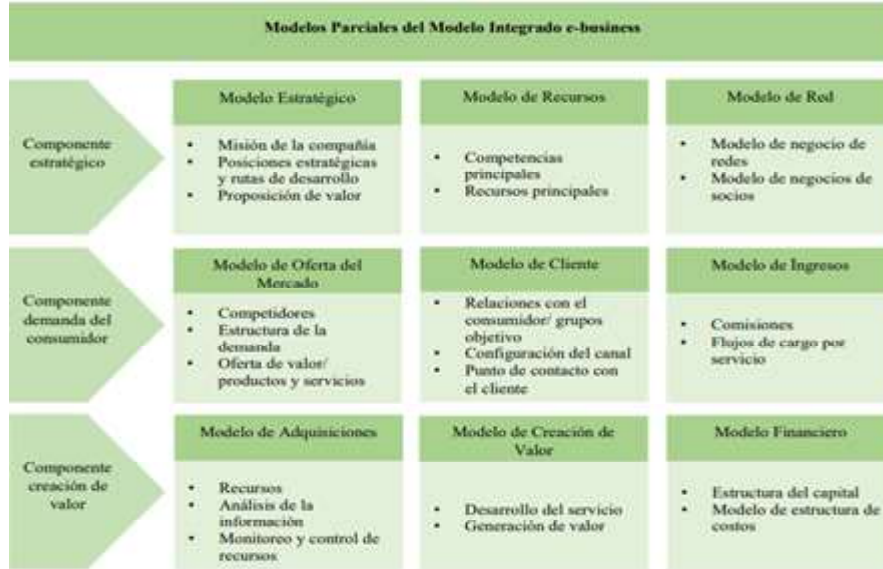 Modelos Parciales del Modelo Integrado e-business
Componente
estratégico
Modelo Estratégico
• Misión de la compañía
• Posiciones estratégicas
y rutas de desarrollo
• Proposición de valor
Modelo de Recursos
• Competencias
principales
• Recursos principales
Modelo de Red
• Modelo de negocio de
redes
• Modelo de negocios de
socios
Componente
demanda del
consumidor
Modelo de Oferta del
Mercado
• Competidores
• Estructura de la
demanda
• Oferta de valor/
productos y servicios
Modelo de Cliente
• Relaciones con el
consumidor/ grupos
objetivo
• Configuración del canal
• Punto de contacto con
el cliente
Modelo de Ingresos
• Comisiones
• Flujos de cargo por
servicio
Componente
creación de
valor
Modelo de Adquisiciones
• Recursos
• Análisis de la
información
• Monitoreo y control de
recursos
Modelo de Creación de
Valor
• Desarrollo del servicio
• Generación de valor
Modelo Financiero
• Estructura del capital
• Modelo de estructura de
costos